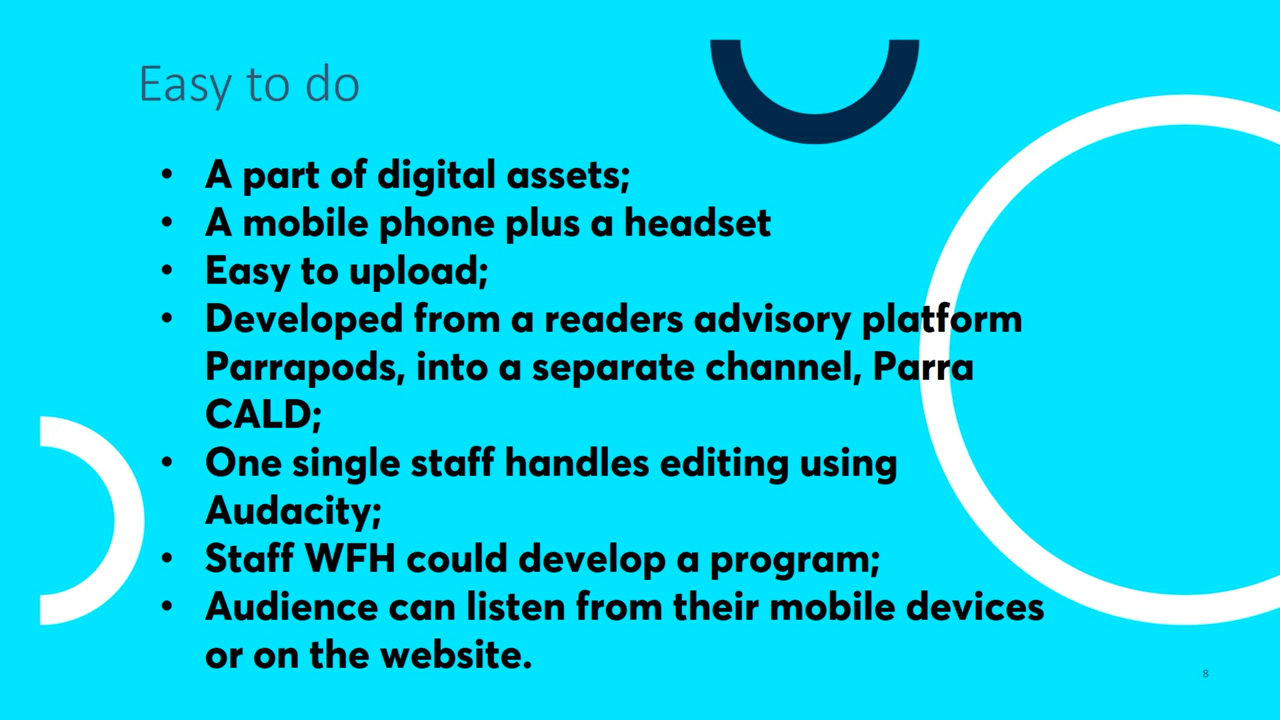 Easy to do
• A part of digital assets;
• A mobile phone plus a headset
• Easy to upload;
• Developed from a readers advisory platform
Parrapods, into a separate channel, Parra
CALD;
• One single staff handles editing using
Audacity;
• Staff WFH could develop a program;
• Audience can listen from their mobile devices
or on the website.
8